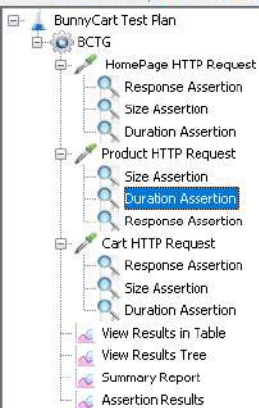 BunnyCart Test Plan
BCTG
HomePage HTTP Request
Response Assertion
Size Assertion
Duration Assertion
Product HTTP Request
Size Assertion
Duration Assertion
Response Assertion
Cart HTTP Request
Response Assertion
Size Assertion
Duration Assertion
View Results in Table
View Results Tree
Summary Report
Assertion Results